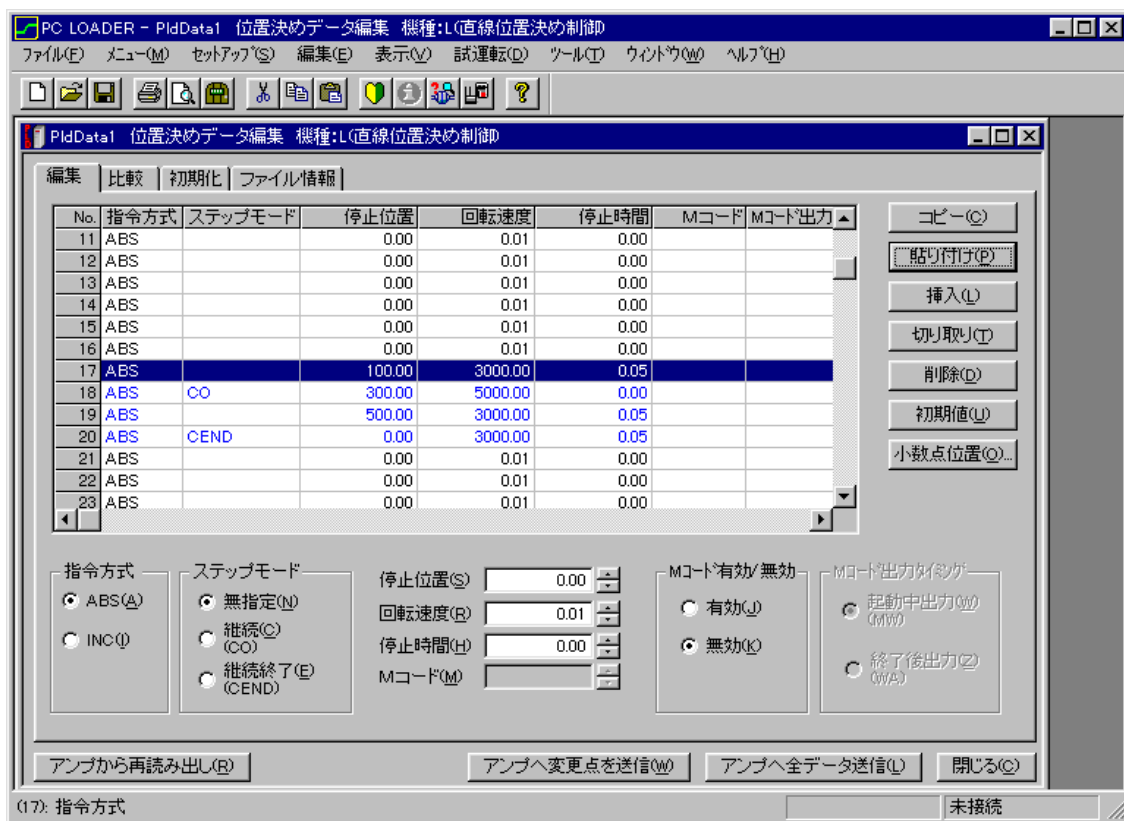 PC LOADER - PldData1 位置決めデータ編集 機種:L(直線位置決め制御)
ファイル(F) メニュー(M) セットアップ(S) 編集(E) 表示(V) 試運転(D) ツール(T) ウィンドウ(W) ヘルプ(H)
PldData1 位置決めデータ編集 機種:L(直線位置決め制御)
編集 比較 初期化 ファイル情報
No. 指令方式 ステップモード 停止位置 回転速度 停止時間 Mコード Mコード出力
11 ABS 0.00 0.01 0.00
12 ABS 0.00 0.01 0.00
13 ABS 0.00 0.01 0.00
14 ABS 0.00 0.01 0.00
15 ABS 0.00 0.01 0.00
16 ABS 0.00 0.01 0.00
17 ABS 100.00 3000.00 0.05
18 ABS CO 300.00 5000.00 0.00
19 ABS 500.00 3000.00 0.05
20 ABS CEND 0.00 3000.00 0.05
21 ABS 0.00 0.01 0.00
22 ABS 0.00 0.01 0.00
23 ABS 0.00 0.01 0.00
コピー(C)
貼り付け(P)
挿入(L)
切り取り(T)
削除(D)
初期値(U)
小数点位置(O)...
指令方式
ABS(A)
INC(I)
ステップモード
無指定(N)
継続(C)
(CO)
継続終了(E)
(CEND)
停止位置(S) 0.00
回転速度(R) 0.01
停止時間(H) 0.00
Mコード(M)
Mコード有効/無効
有効(J)
無効(K)
Mコード出力タイミング
起動中出力(W)
(MW)
終了後出力(Z)
(WA)
アンプから再読み出し(R) アンプへ変更点を送信(W) アンプへ全データ送信(L) 閉じる(C)
(17): 指令方式 未接続